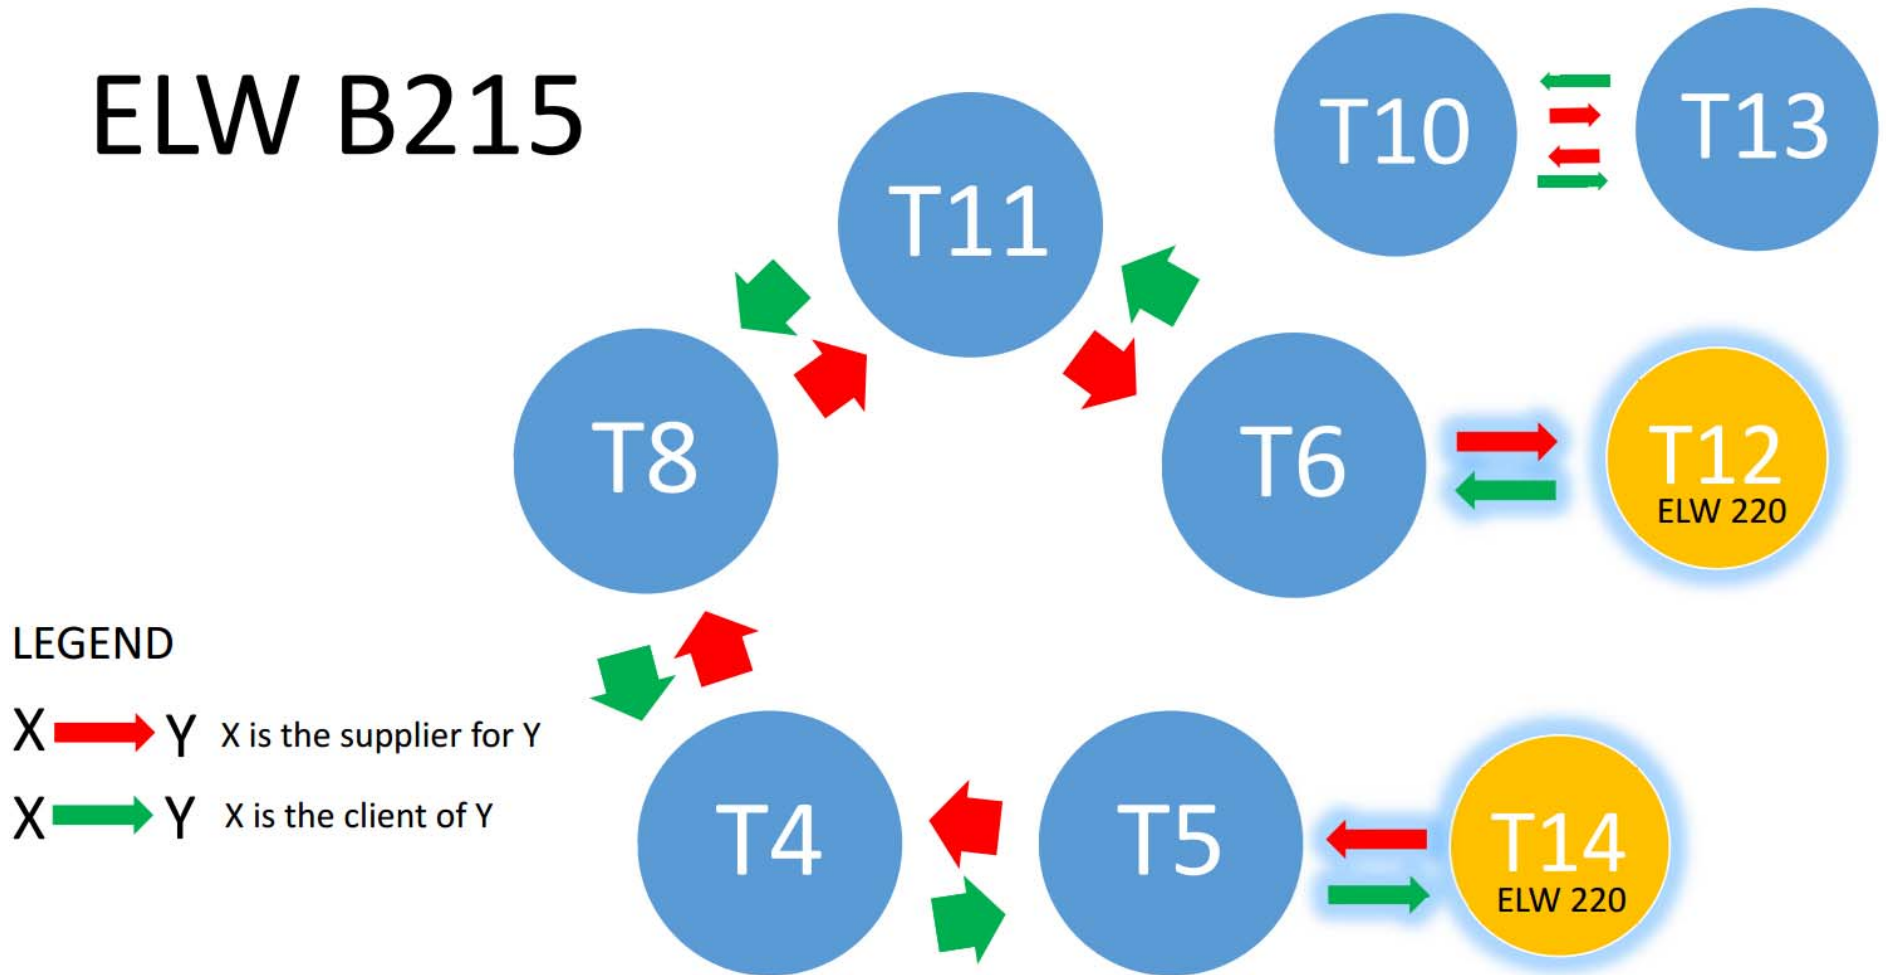 ELW B215
T10
T13
T11
T8
T6
T12
ELW 220
LEGEND
X Y X is the supplier for Y
X Y X is the client of Y
T4
T5
T14
ELW 220